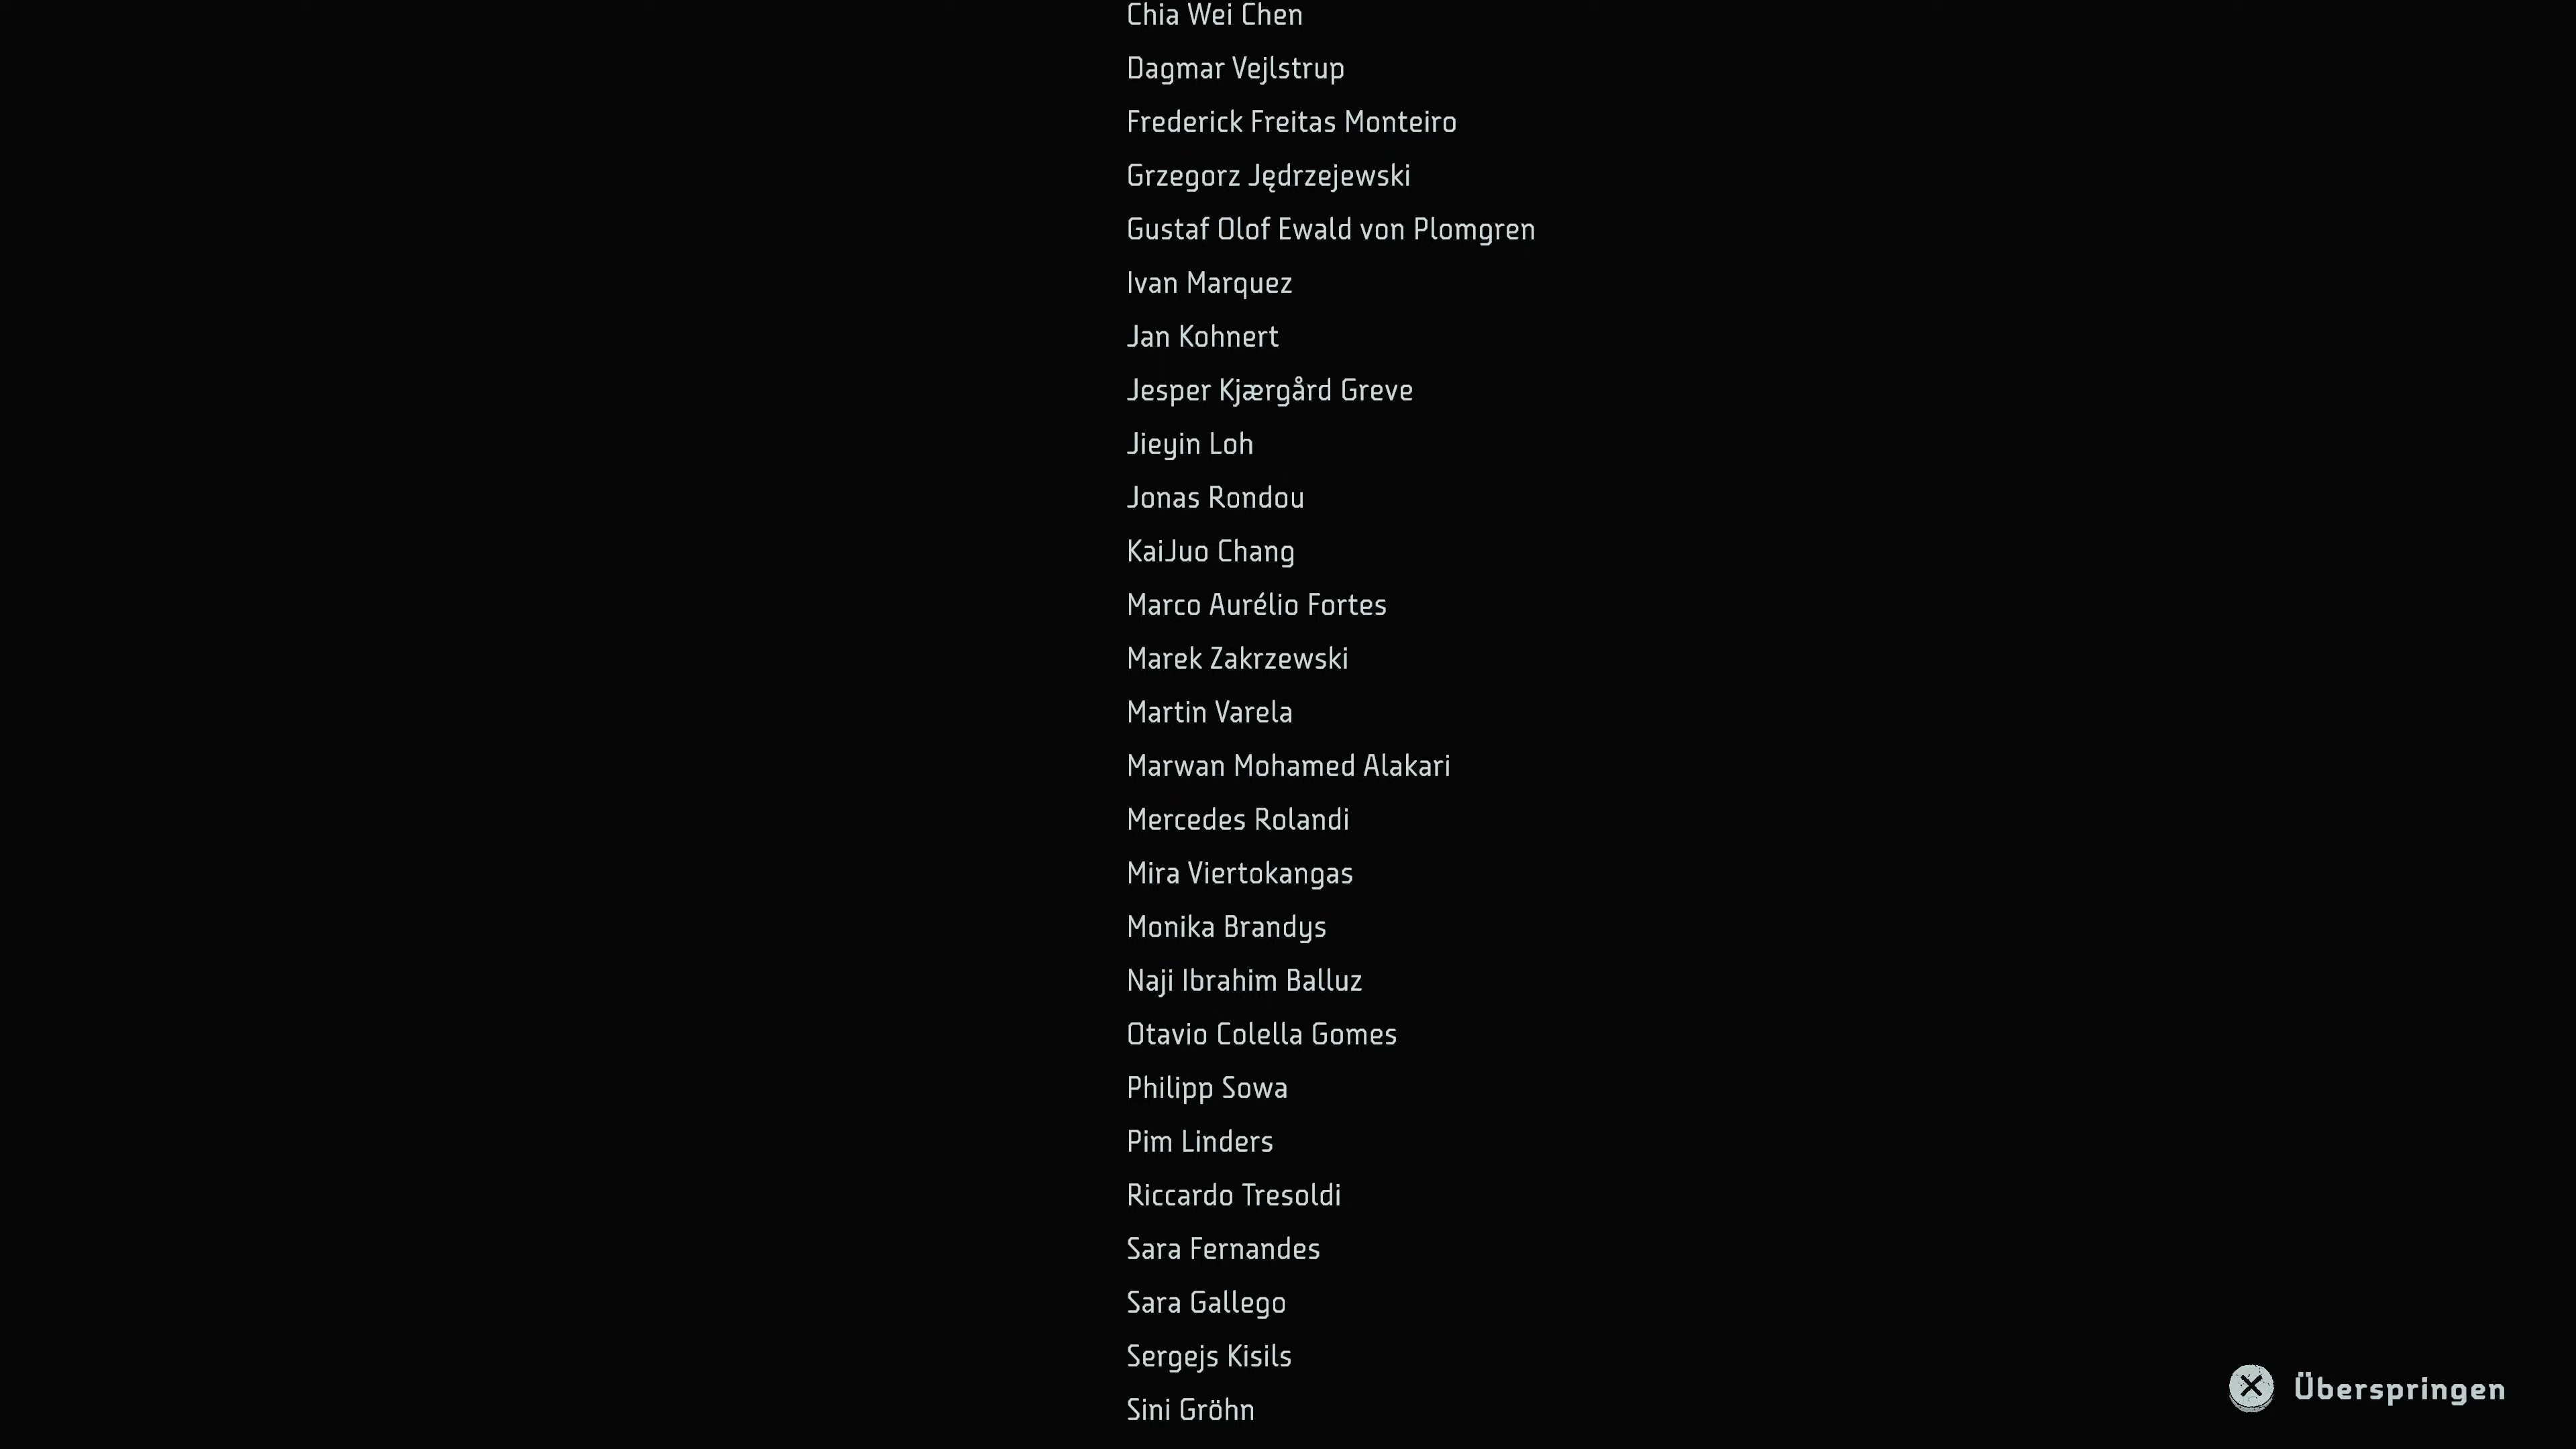 Chia Wei Chen
Dagmar Vejlstrup
Frederick Freitas Monteiro
Grzegorz Jędrzejewski
Gustaf Olof Ewald von Plomgren
Ivan Marquez
Jan Kohnert
Jesper Kjærgård Greve
Jieyin Loh
Jonas Rondou
KaiJuo Chang
Marco Aurélio Fortes
Marek Zakrzewski
Martin Varela
Marwan Mohamed Alakari
Mercedes Rolandi
Mira Viertokangas
Monika Brandys
Naji Ibrahim Balluz
Otavio Colella Gomes
Philipp Sowa
Pim Linders
Riccardo Tresoldi
Sara Fernandes
Sara Gallego
Sergejs Kisils
Sini Gröhn
Überspringen